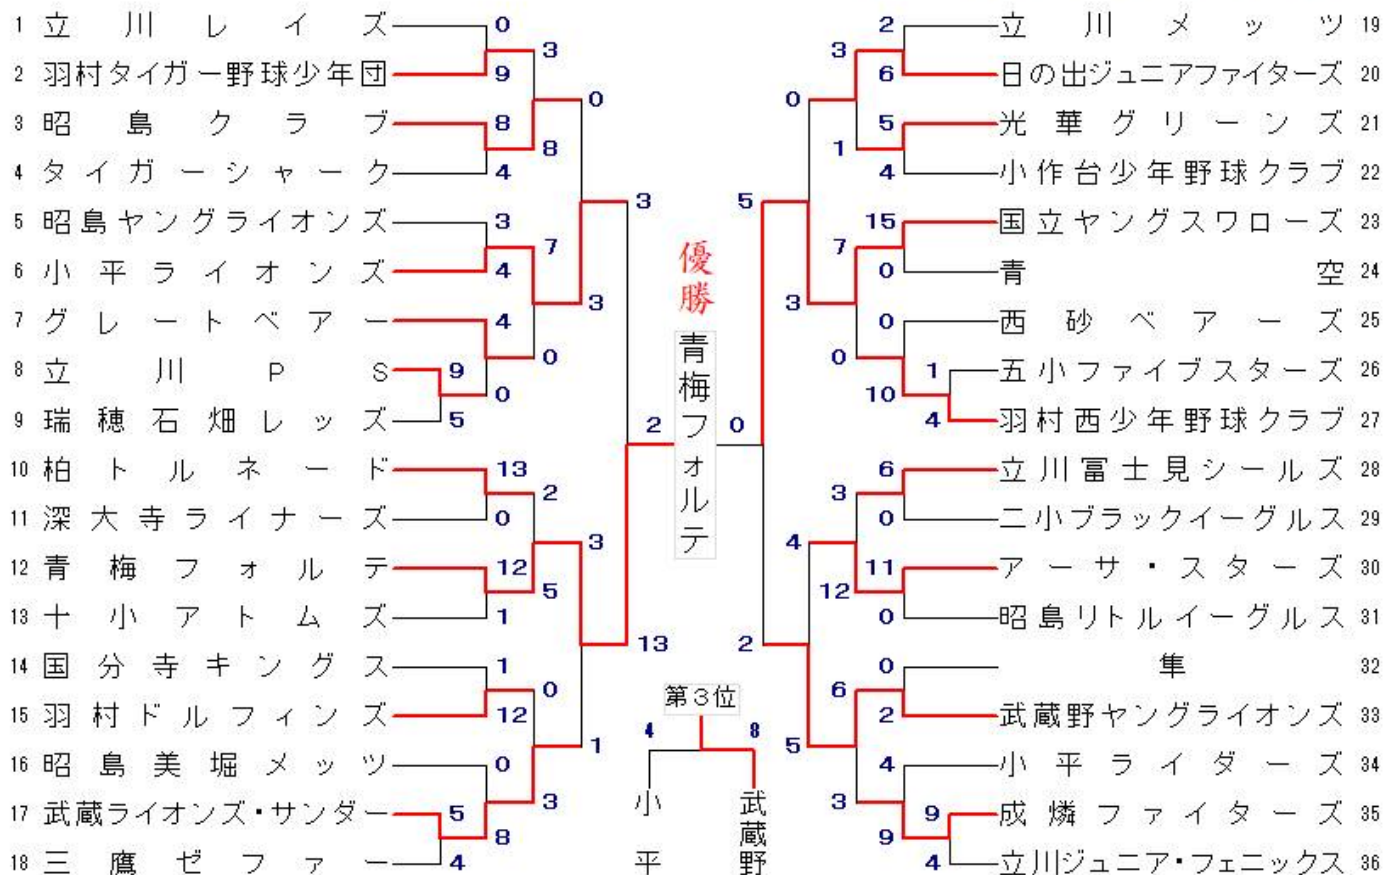 1 立川レイズ 0
3
2 羽村タイガー野球少年団 9
0
3 昭島クラブ 8
8
4 タイガーシャーク 4
3
5 昭島ヤングライオンズ 3
7
6 小平ライオンズ 4
3
7 グレートベアー 4
0
8 立川PS 9
0
9 瑞穂石畑レッズ 5
2
10 柏トルネード 13
2
11 深大寺ライナーズ 0
3
12 青梅フォルテ 12
5
13 十小アトムズ 1
13
14 国分寺キングス 1
0
15 羽村ドルフィンズ 12
1
16 昭島美堀メッツ 0
3
17 武蔵ライオンズ・サンダー 5
8
18 三鷹ゼファー 4
優勝
青梅フォルテ
第3位
4 8
小平
武蔵野
2 立川メッツ 19
3
6 日の出ジュニアファイターズ 20
0
5 光華グリーンズ 21
1
4 小作台少年野球クラブ 22
5
15 国立ヤングスワローズ 23
7
0 青空 24
3
0 西砂ベアーズ 25
0
1 五小ファイブスターズ 26
10
4 羽村西少年野球クラブ 27
0
6 立川富士見シールズ 28
3
0 二小ブラックイーグルス 29
4
11 アーサ・スターズ 30
12
0 昭島リトルイーグルス 31
2
0 隼 32
6
2 武蔵野ヤングライオンズ 33
5
4 小平ライダーズ 34
3
9 成燐ファイターズ 35
9
4 立川ジュニア・フェニックス 36